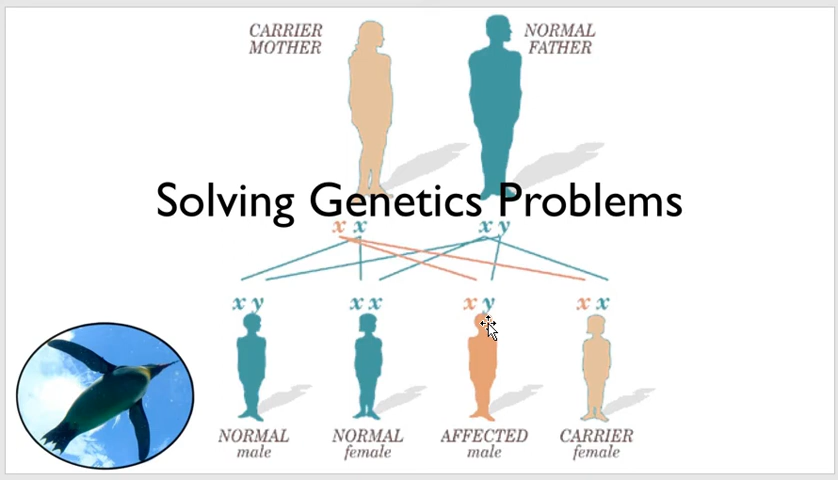 CARRIER
MOTHER
NORMAL
FATHER
Solving Genetics Problems
x x
x y
x y
x x
x y
x x
NORMAL
male
NORMAL
female
AFFECTED
male
CARRIER
female